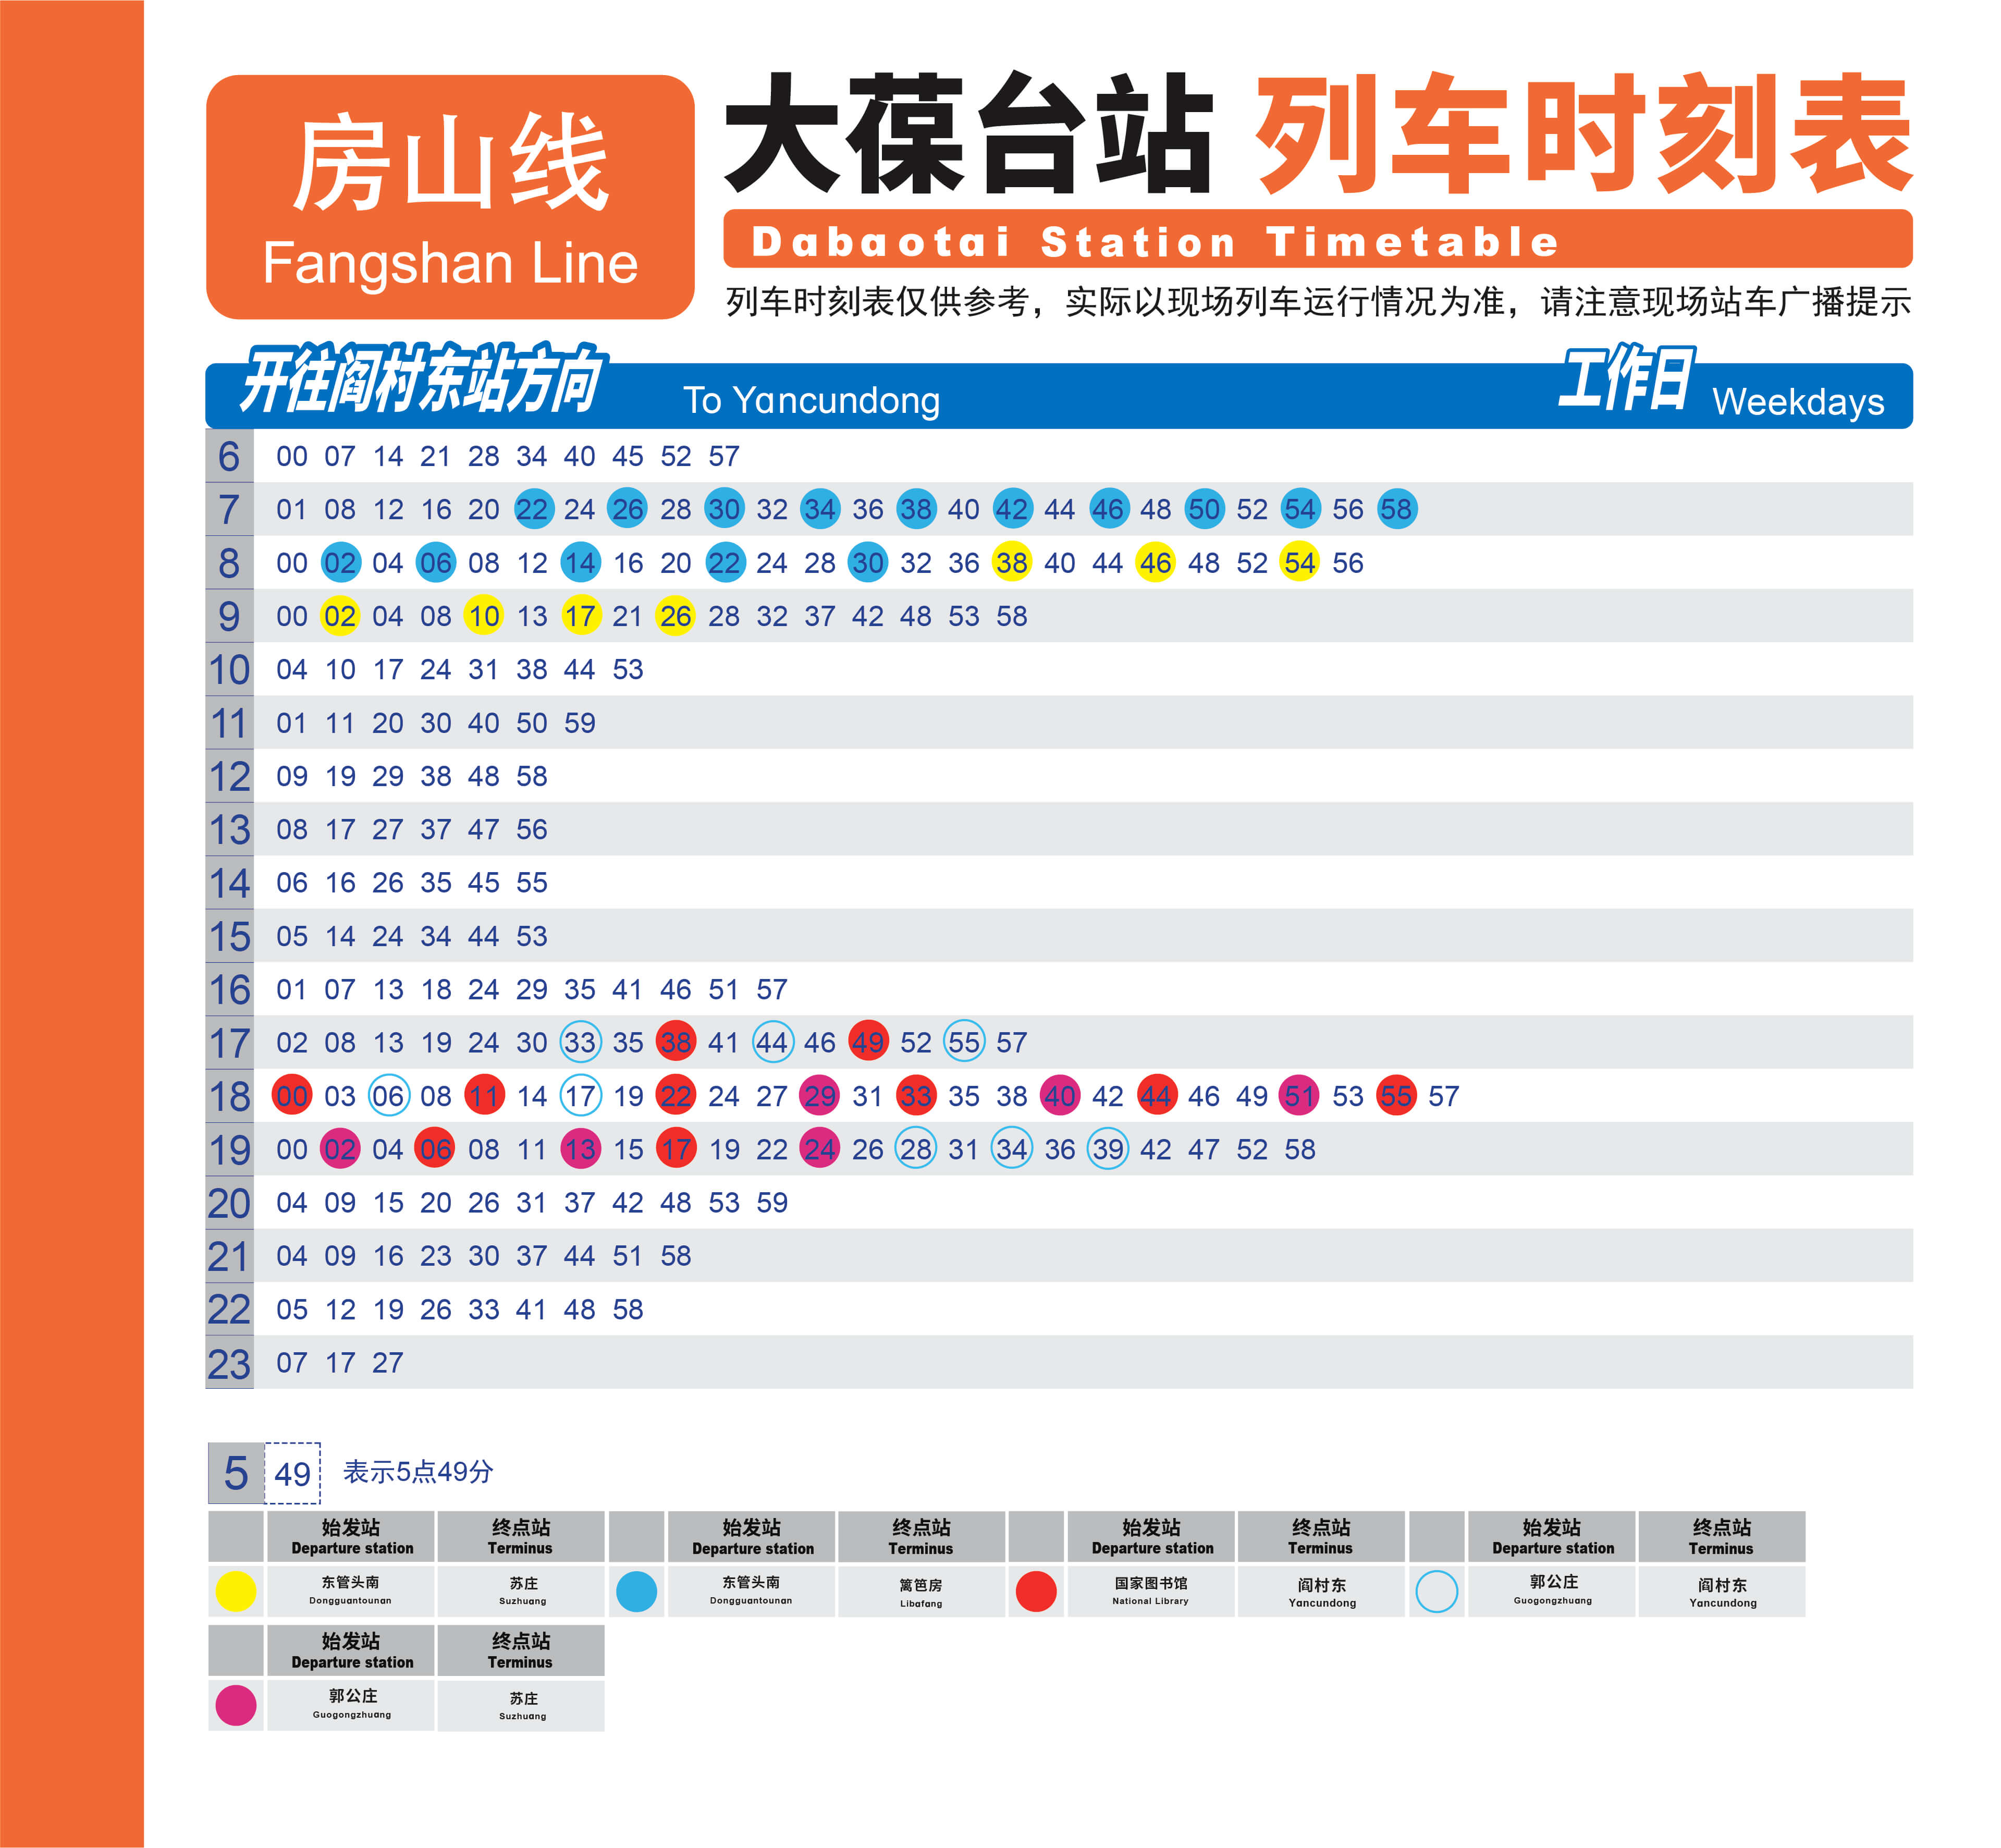 房山线
Fangshan Line
大葆台站 列车时刻表
Dabaotai Station Timetable
列车时刻表仅供参考，实际以现场列车运行情况为准，请注意现场站车广播提示
开往阎村东站方向 To Yancundong 工作日 Weekdays
6 00 07 14 21 28 34 40 45 52 57
7 01 08 12 16 20 22 24 26 28 30 32 34 36 38 40 42 44 46 48 50 52 54 56 58
8 00 02 04 06 08 12 14 16 20 22 24 28 30 32 36 38 40 44 46 48 52 54 56
9 00 02 04 08 10 13 17 21 26 28 32 37 42 48 53 58
10 04 10 17 24 31 38 44 53
11 01 11 20 30 40 50 59
12 09 19 29 38 48 58
13 08 17 27 37 47 56
14 06 16 26 35 45 55
15 05 14 24 34 44 53
16 01 07 13 18 24 29 35 41 46 51 57
17 02 08 13 19 24 30 33 35 38 41 44 46 49 52 55 57
18 00 03 06 08 11 14 17 19 22 24 27 29 31 33 35 38 40 42 44 46 49 51 53 55 57
19 00 02 04 06 08 11 13 15 17 19 22 24 26 28 31 34 36 39 42 47 52 58
20 04 09 15 20 26 31 37 42 48 53 59
21 04 09 16 23 30 37 44 51 58
22 05 12 19 26 33 41 48 58
23 07 17 27
5 49 表示5点49分
始发站 终点站 始发站 终点站 始发站 终点站 始发站 终点站
Departure station Terminus Departure station Terminus Departure station Terminus Departure station Terminus
东管头南 苏庄 东管头南 篱笆房 国家图书馆 阎村东 郭公庄 阎村东
Dongguantounan Suzhuang Dongguantounan Libafang National Library Yancundong Guogongzhuang Yancundong
始发站 终点站
Departure station Terminus
郭公庄 苏庄
Guogongzhuang Suzhuang